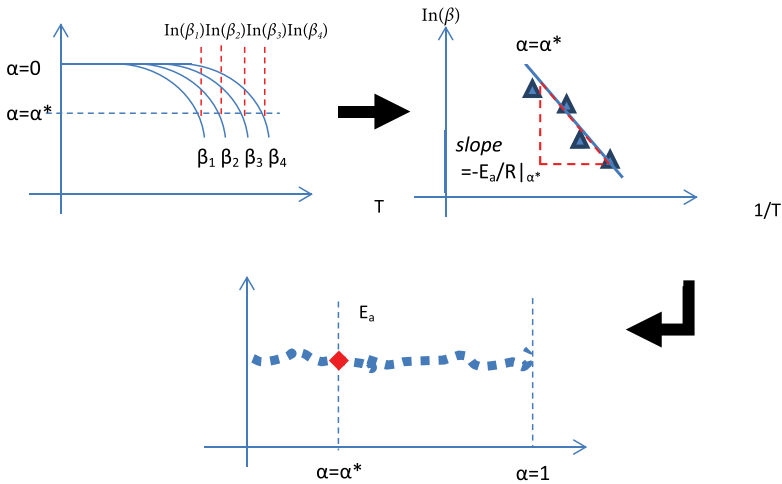 In(β₁)In(β₂)In(β₃)In(β₄)
α=0
α=α*
β₁ β₂ β₃ β₄
T
In(β)
α=α*
slope
=-Eₐ/R|α*
1/T
Eₐ
α=α*
α=1